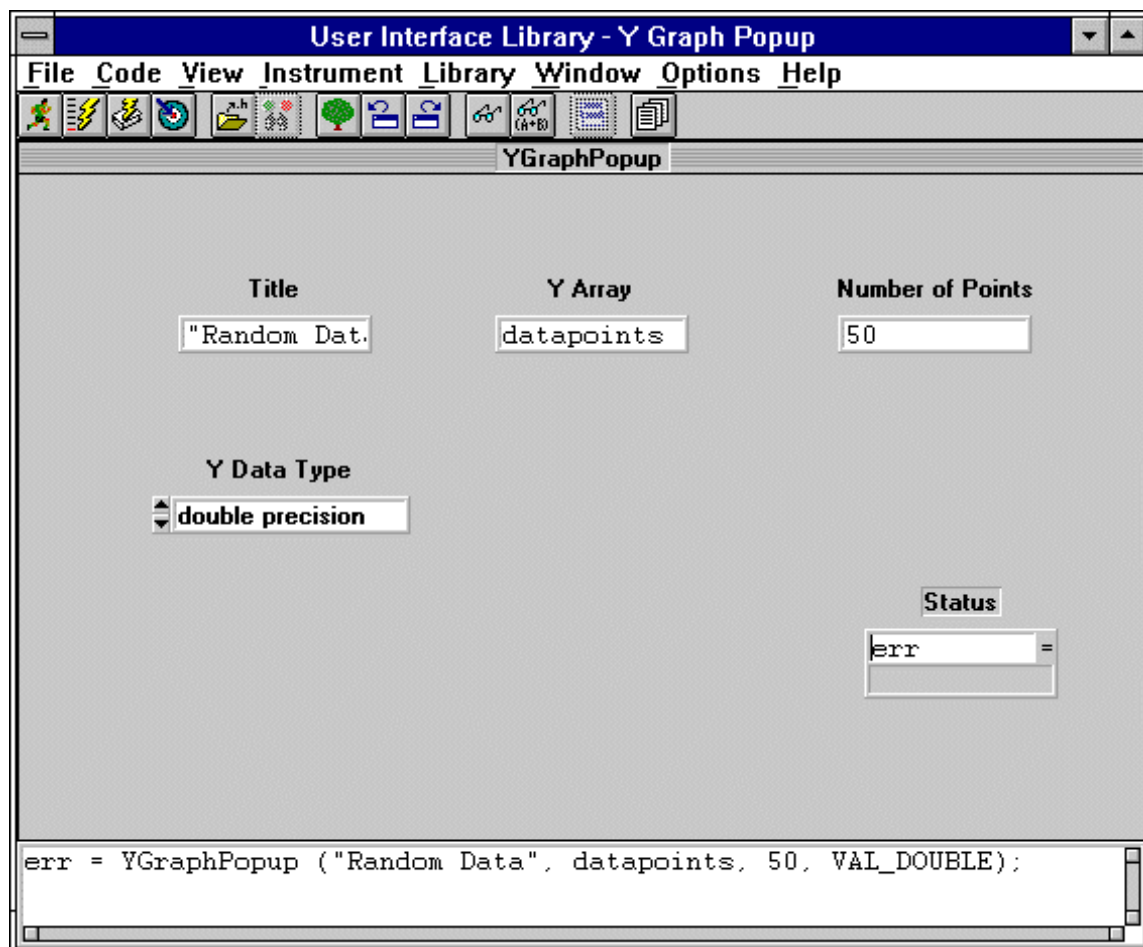 User Interface Library - Y Graph Popup
File Code View Instrument Library Window Options Help
YGraphPopup
Title Y Array Number of Points
"Random Dat. datapoints 50
Y Data Type
double precision
Status
err =
err = YGraphPopup ("Random Data", datapoints, 50, VAL_DOUBLE);